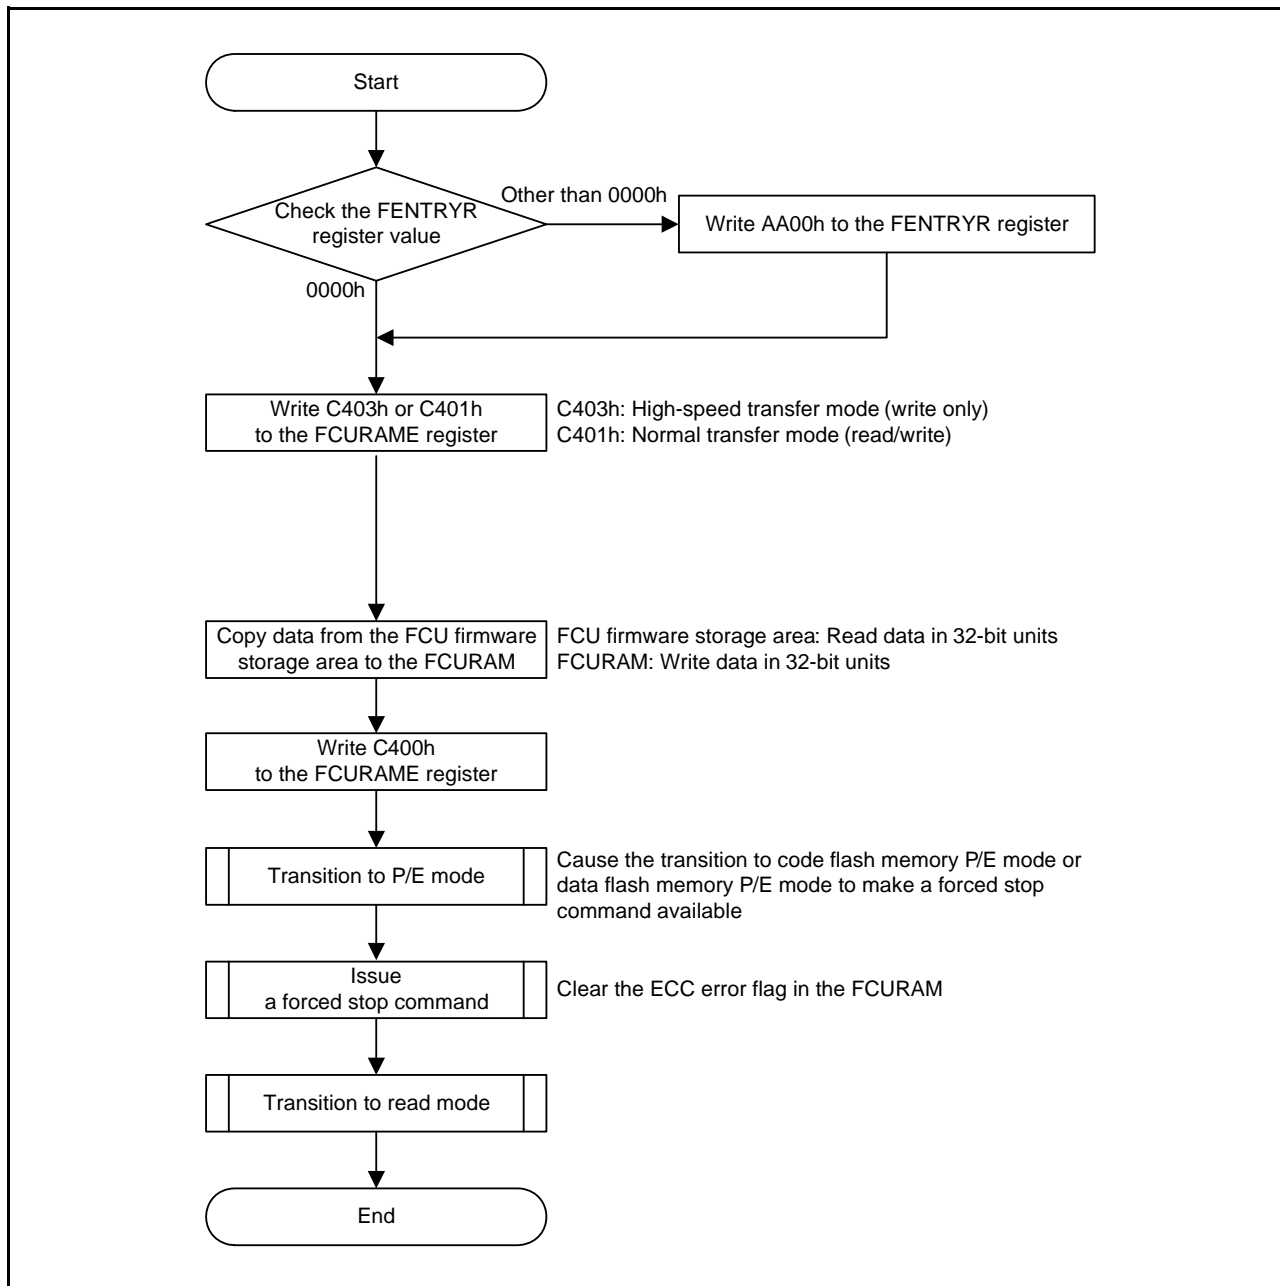 Start
Check the FENTRYR
register value
Other than 0000h
Write AA00h to the FENTRYR register
0000h
Write C403h or C401h
to the FCURAME register
C403h: High-speed transfer mode (write only)
C401h: Normal transfer mode (read/write)
Copy data from the FCU firmware
storage area to the FCURAM
FCU firmware storage area: Read data in 32-bit units
FCURAM: Write data in 32-bit units
Write C400h
to the FCURAME register
Transition to P/E mode
Cause the transition to code flash memory P/E mode or
data flash memory P/E mode to make a forced stop
command available
Issue
a forced stop command
Clear the ECC error flag in the FCURAM
Transition to read mode
End